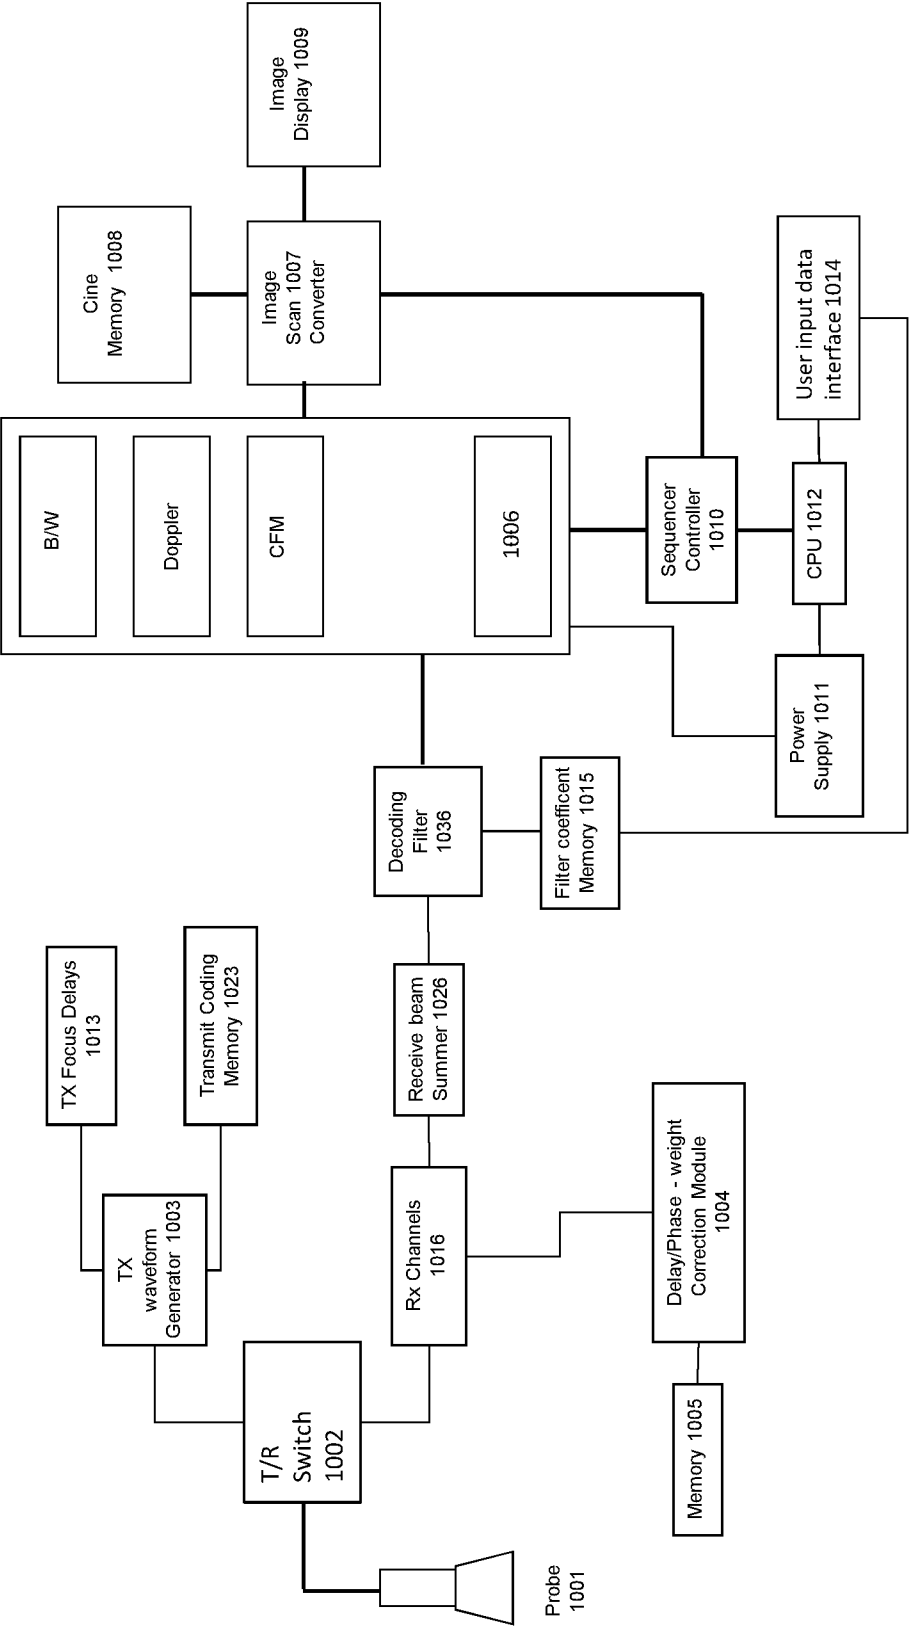 Probe
1001
T/R
Switch
1002
TX
waveform
Generator 1003
TX Focus Delays
1013
Transmit Coding
Memory 1023
Rx Channels
1016
Memory 1005
Delay/Phase - weight
Correction Module
1004
Receive beam
Summer 1026
Decoding
Filter
1036
Filter coefficent
Memory 1015
B/W
Doppler
CFM
1006
Power
Supply 1011
Sequencer
Controller
1010
CPU 1012
User input data
interface 1014
Cine
Memory 1008
Image
Scan 1007
Converter
Image
Display 1009